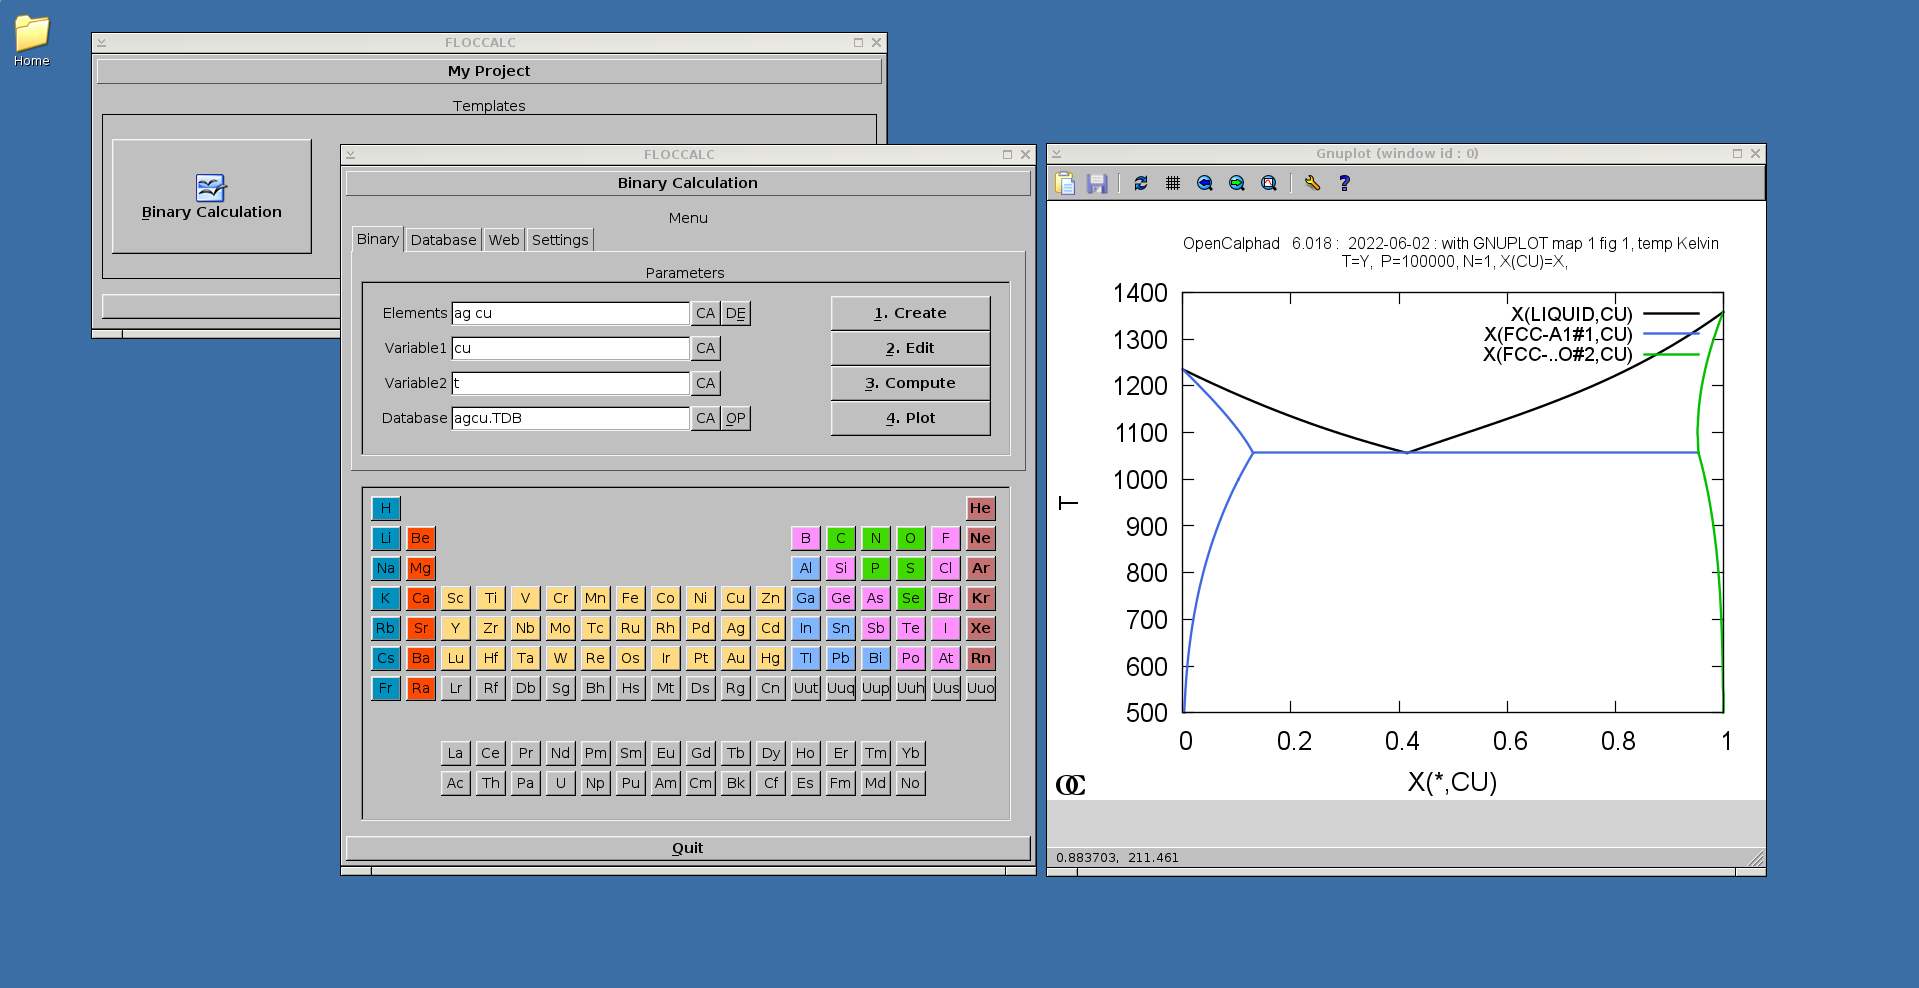 Home
FLOCCALC
My Project
Templates
Binary Calculation
FLOCCALC
Binary Calculation
Menu
Binary Database Web Settings
Parameters
Elements ag cu CA DE 1. Create
Variable1 cu CA 2. Edit
Variable2 t CA 3. Compute
Database agcu.TDB CA OP 4. Plot
H He
Li Be B C N O F Ne
Na Mg Al Si P S Cl Ar
K Ca Sc Ti V Cr Mn Fe Co Ni Cu Zn Ga Ge As Se Br Kr
Rb Sr Y Zr Nb Mo Tc Ru Rh Pd Ag Cd In Sn Sb Te I Xe
Cs Ba Lu Hf Ta W Re Os Ir Pt Au Hg Tl Pb Bi Po At Rn
Fr Ra Lr Rf Db Sg Bh Hs Mt Ds Rg Cn Uut Uuq Uup Uuh Uus Uuo
La Ce Pr Nd Pm Sm Eu Gd Tb Dy Ho Er Tm Yb
Ac Th Pa U Np Pu Am Cm Bk Cf Es Fm Md No
Quit
Gnuplot (window id : 0)
?
OpenCalphad 6.018 : 2022-06-02 : with GNUPLOT map 1 fig 1, temp Kelvin
T=Y, P=100000, N=1, X(CU)=X,
X(LIQUID,CU)
X(FCC-A1#1,CU)
X(FCC-..O#2,CU)
1400
1300
1200
1100
1000
900
800
700
600
500
T
0 0.2 0.4 0.6 0.8 1
X(*,CU)
OC
0.883703, 211.461